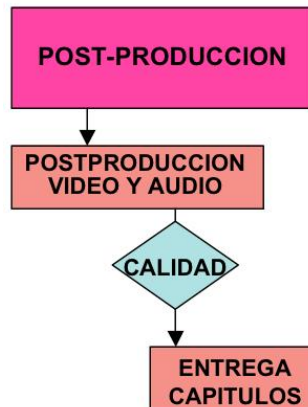 POST-PRODUCCION
POSTPRODUCCION
VIDEO Y AUDIO
CALIDAD
ENTREGA
CAPITULOS